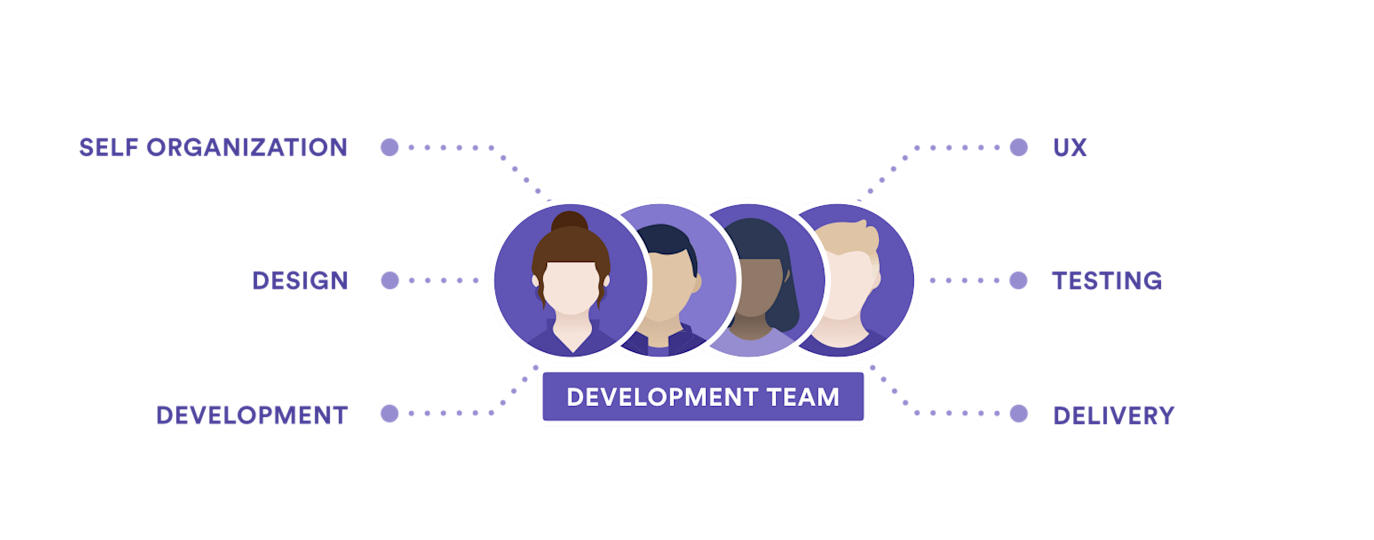 SELF ORGANIZATION
UX
DESIGN
TESTING
DEVELOPMENT TEAM
DEVELOPMENT
DELIVERY